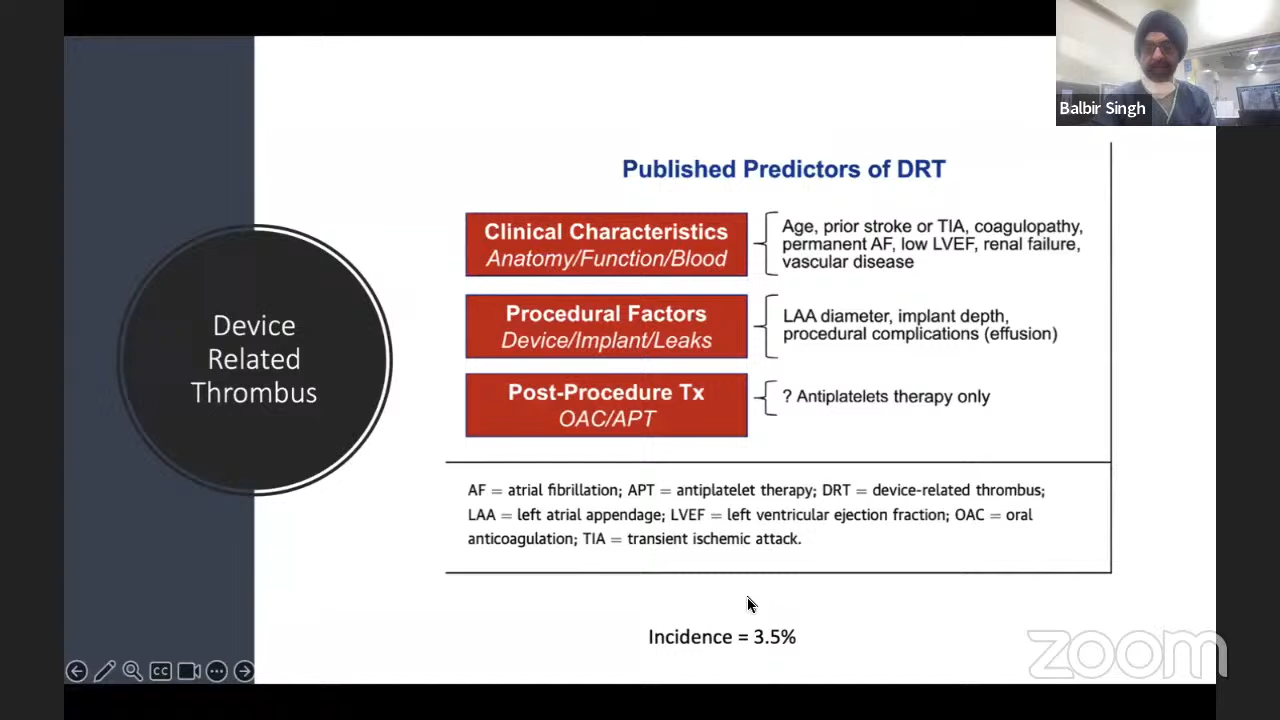 Balbir Singh
Device
Related
Thrombus
Published Predictors of DRT
Clinical Characteristics
Anatomy/Function/Blood
Age, prior stroke or TIA, coagulopathy,
permanent AF, low LVEF, renal failure,
vascular disease
Procedural Factors
Device/Implant/Leaks
LAA diameter, implant depth,
procedural complications (effusion)
Post-Procedure Tx
OAC/APT
? Antiplatelets therapy only
AF = atrial fibrillation; APT = antiplatelet therapy; DRT = device-related thrombus;
LAA = left atrial appendage; LVEF = left ventricular ejection fraction; OAC = oral
anticoagulation; TIA = transient ischemic attack.
Incidence = 3.5%
CC
zoom